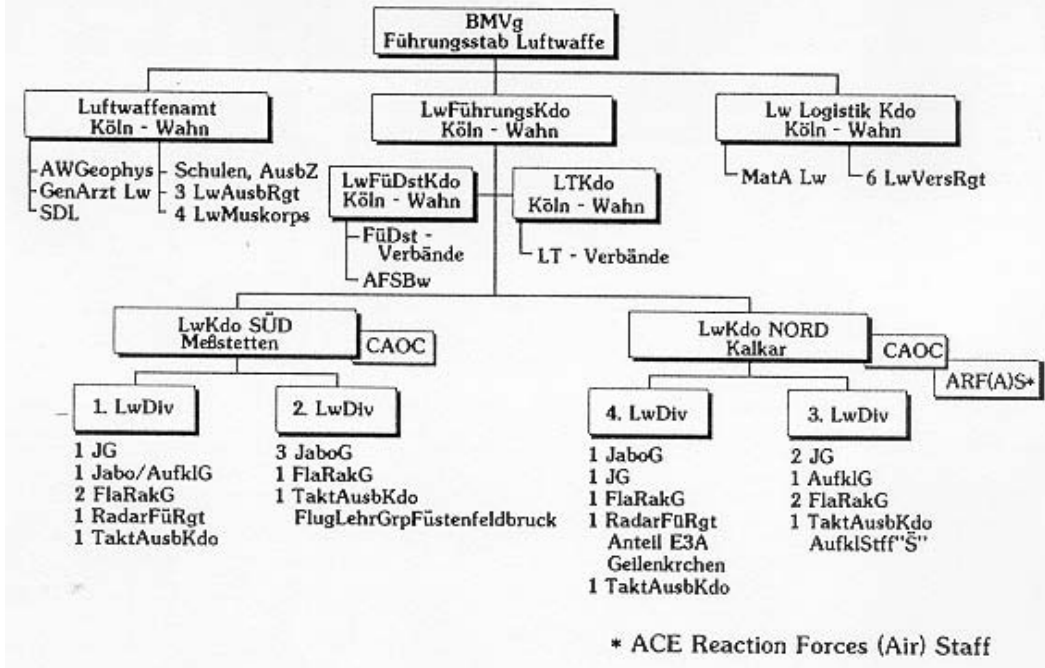 BMVg
Führungsstab Luftwaffe
Luftwaffenamt
Köln - Wahn
AWGeophys
GenArzt Lw
SDL
Schulen, AusbZ
3 LwAusbRgt
4 LwMuskorps
LwFührungsKdo
Köln - Wahn
Lw Logistik Kdo
Köln - Wahn
MatA Lw
6 LwVersRgt
LwFüDstKdo
Köln - Wahn
FüDst -
Verbände
AFSBw
LTKdo
Köln - Wahn
LT - Verbände
LwKdo SÜD
Meßstetten
CAOC
LwKdo NORD
Kalkar
CAOC
ARF(A)S*
1. LwDiv
1 JG
1 Jabo/AufklG
2 FlaRakG
1 RadarFüRgt
1 TaktAusbKdo
2. LwDiv
3 JaboG
1 FlaRakG
1 TaktAusbKdo
FlugLehrGrpFüstenfeldbruck
4. LwDiv
1 JaboG
1 JG
1 FlaRakG
1 RadarFüRgt
Anteil E3A
Geilenkrchen
1 TaktAusbKdo
3. LwDiv
2 JG
1 AufklG
2 FlaRakG
1 TaktAusbKdo
AufklStff"S"
* ACE Reaction Forces (Air) Staff